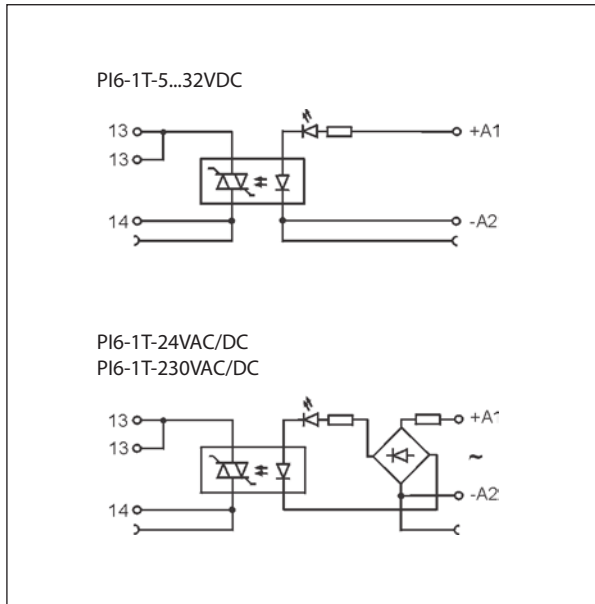 PI6-1T-5...32VDC
13
+A1
13
14
-A2
PI6-1T-24VAC/DC
PI6-1T-230VAC/DC
13
+A1
13
~
14
-A2